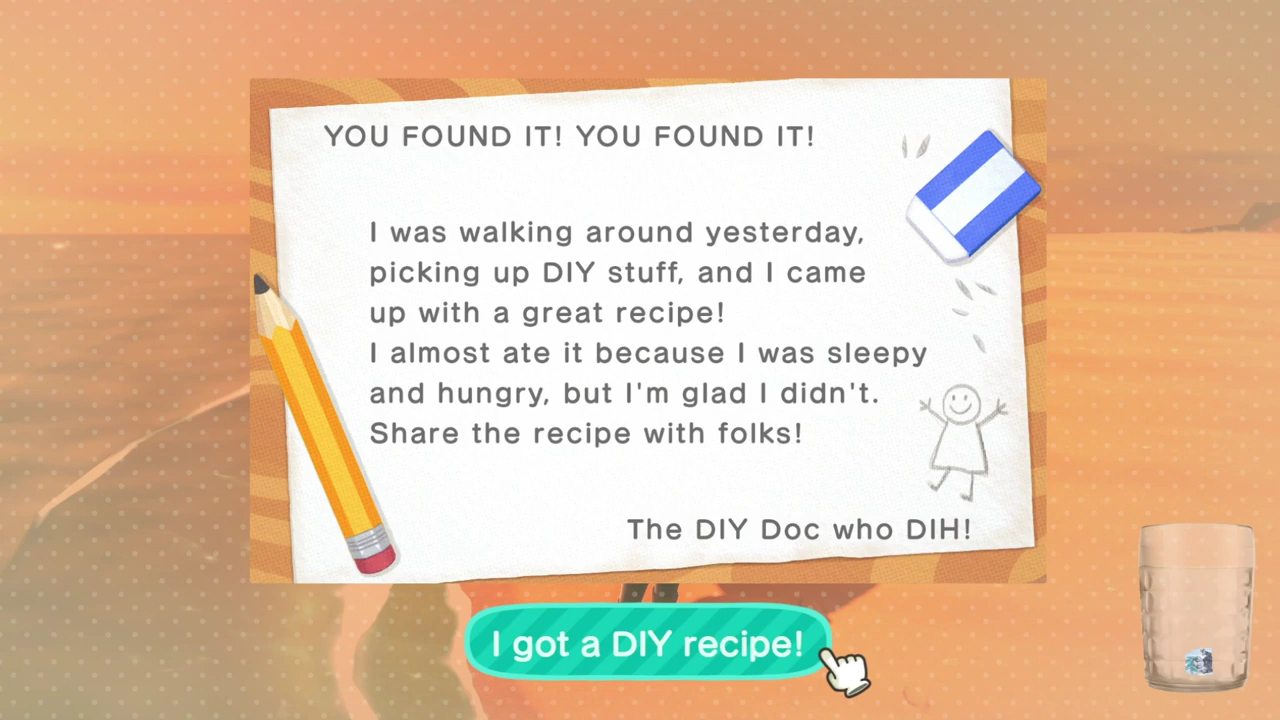 YOU FOUND IT! YOU FOUND IT!
I was walking around yesterday,
picking up DIY stuff, and I came
up with a great recipe!
I almost ate it because I was sleepy
and hungry, but I'm glad I didn't.
Share the recipe with folks!
The DIY Doc who DIH!
I got a DIY recipe!